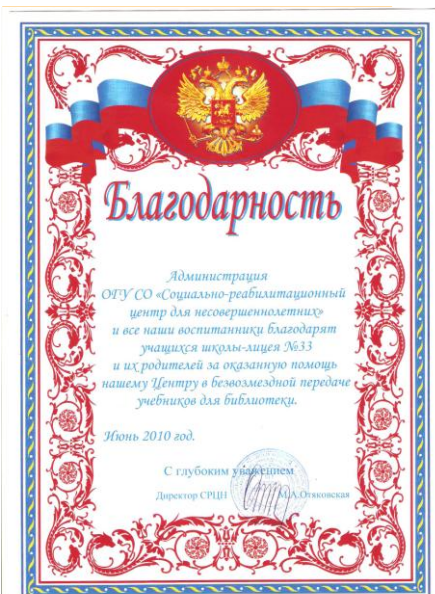 Благодарность
Администрация
ОГУ СО «Социально-реабилитационный
центр для несовершеннолетних»
и все наши воспитанники благодарят
учащихся школы-лицея №33
и их родителей за оказанную помощь
нашему Центру в безвозмездной передаче
учебников для библиотеки.
Июнь 2010 год.
С глубоким уважением
Директор СРЦН М.А.Отяковская